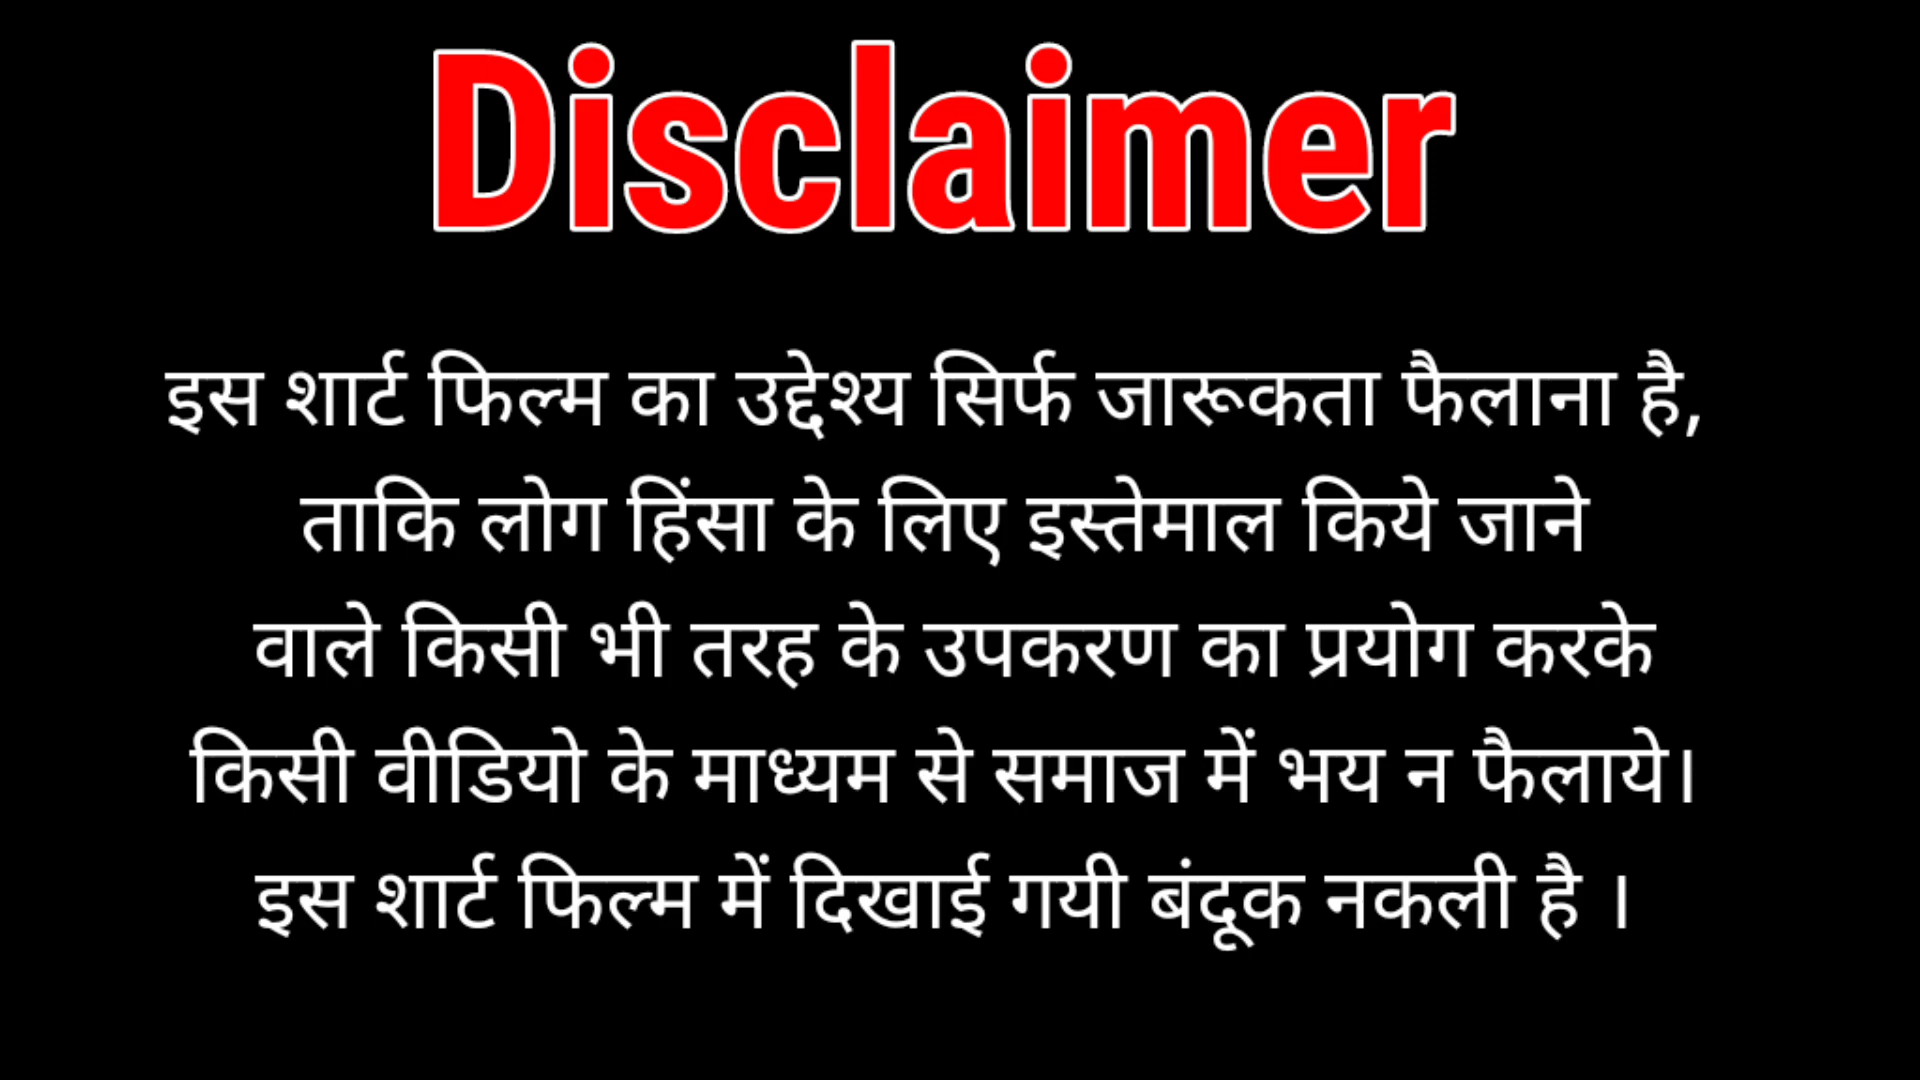 Disclaimer
इस शार्ट फिल्म का उद्देश्य सिर्फ जारूकता फैलाना है,
ताकि लोग हिंसा के लिए इस्तेमाल किये जाने
वाले किसी भी तरह के उपकरण का प्रयोग करके
किसी वीडियो के माध्यम से समाज में भय न फैलाये।
इस शार्ट फिल्म में दिखाई गयी बंदूक नकली है ।